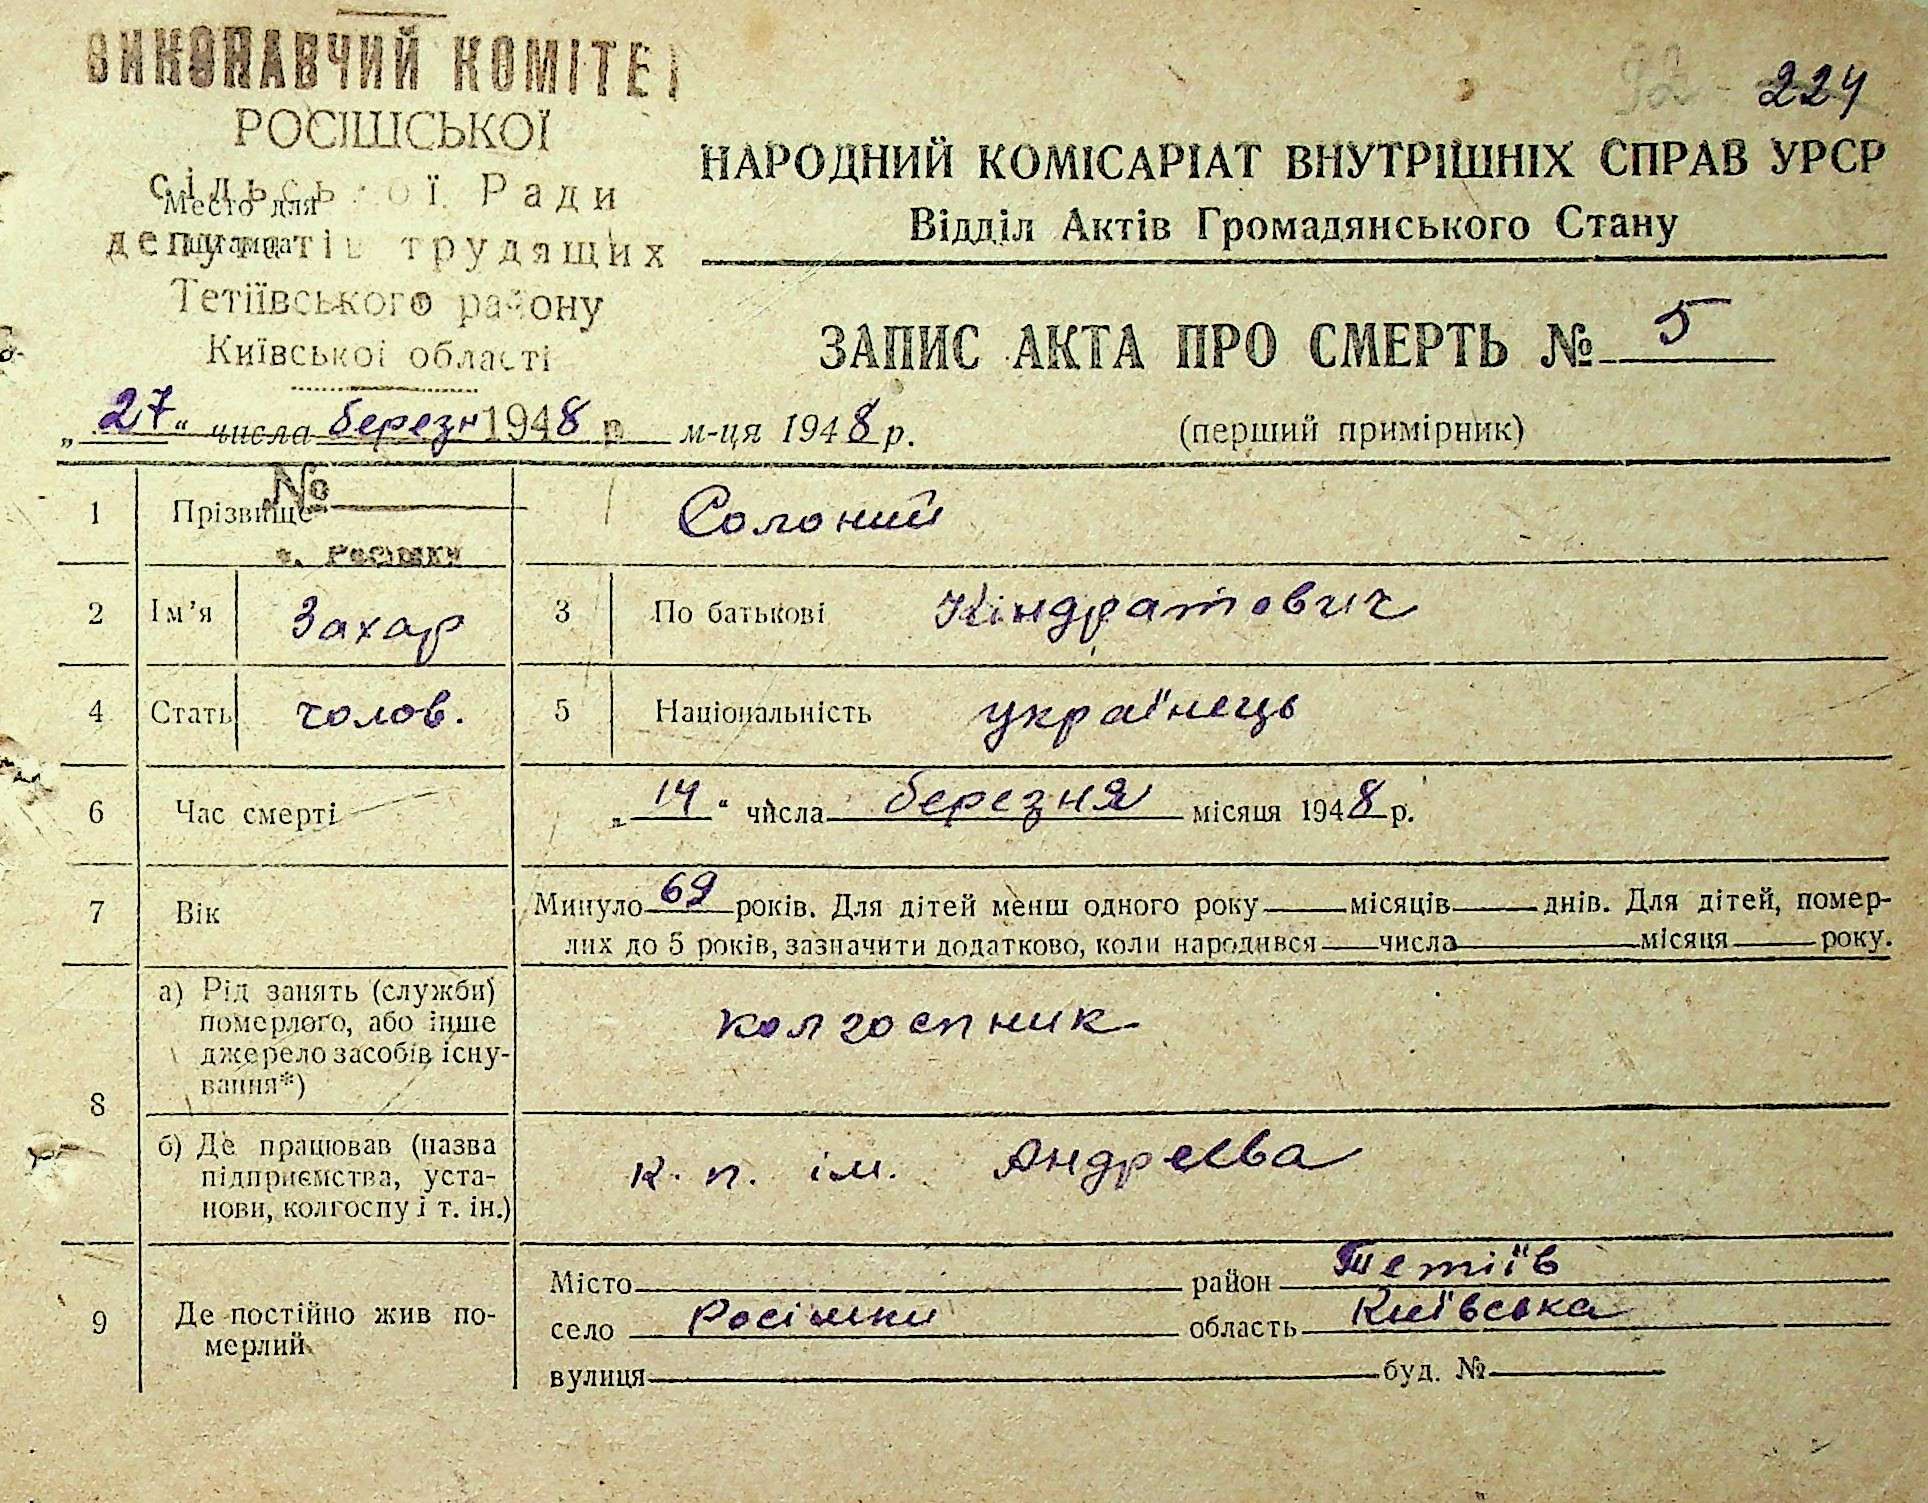 ВИКОНАВЧИЙ КОМІТЕТ
РОСІШСЬКОЇ
сільської Ради
депутатів трудящих
Тетіївського району
Київської області
Место для
штампа
224
НАРОДНИЙ КОМІСАРІАТ ВНУТРІШНІХ СПРАВ УРСР
Відділ Актів Громадянського Стану
ЗАПИС АКТА ПРО СМЕРТЬ № 5
„27“ числа березн 1948 р. м-ця 1948 р. (перший примірник)
№
с. Росішки
1 Прізвище Солоний
2 Ім’я Захар 3 По батькові Кіндратович
4 Стать чолов. 5 Національність українець
6 Час смерті „14“ числа березня місяця 1948 р.
7 Вік Минуло 69 років. Для дітей менш одного року місяців днів. Для дітей, помер-
лих до 5 років, зазначити додатково, коли народився числа місяця року.
8 а) Рід занять (служби)
померлого, або інше
джерело засобів існу-
вання*)
колгоспник
б) Де працював (назва
підприємства, уста-
нови, колгоспу і т. ін.)
к. п. ім. Андреєва
9 Де постійно жив по-
мерлий
Місто район Тетіїв
село Росішки область Київська
вулиця буд. №